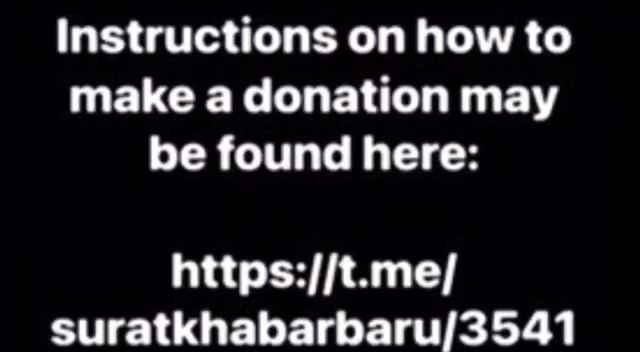 Instructions on how to
make a donation may
be found here:
https://t.me/
suratkhabarbaru/3541